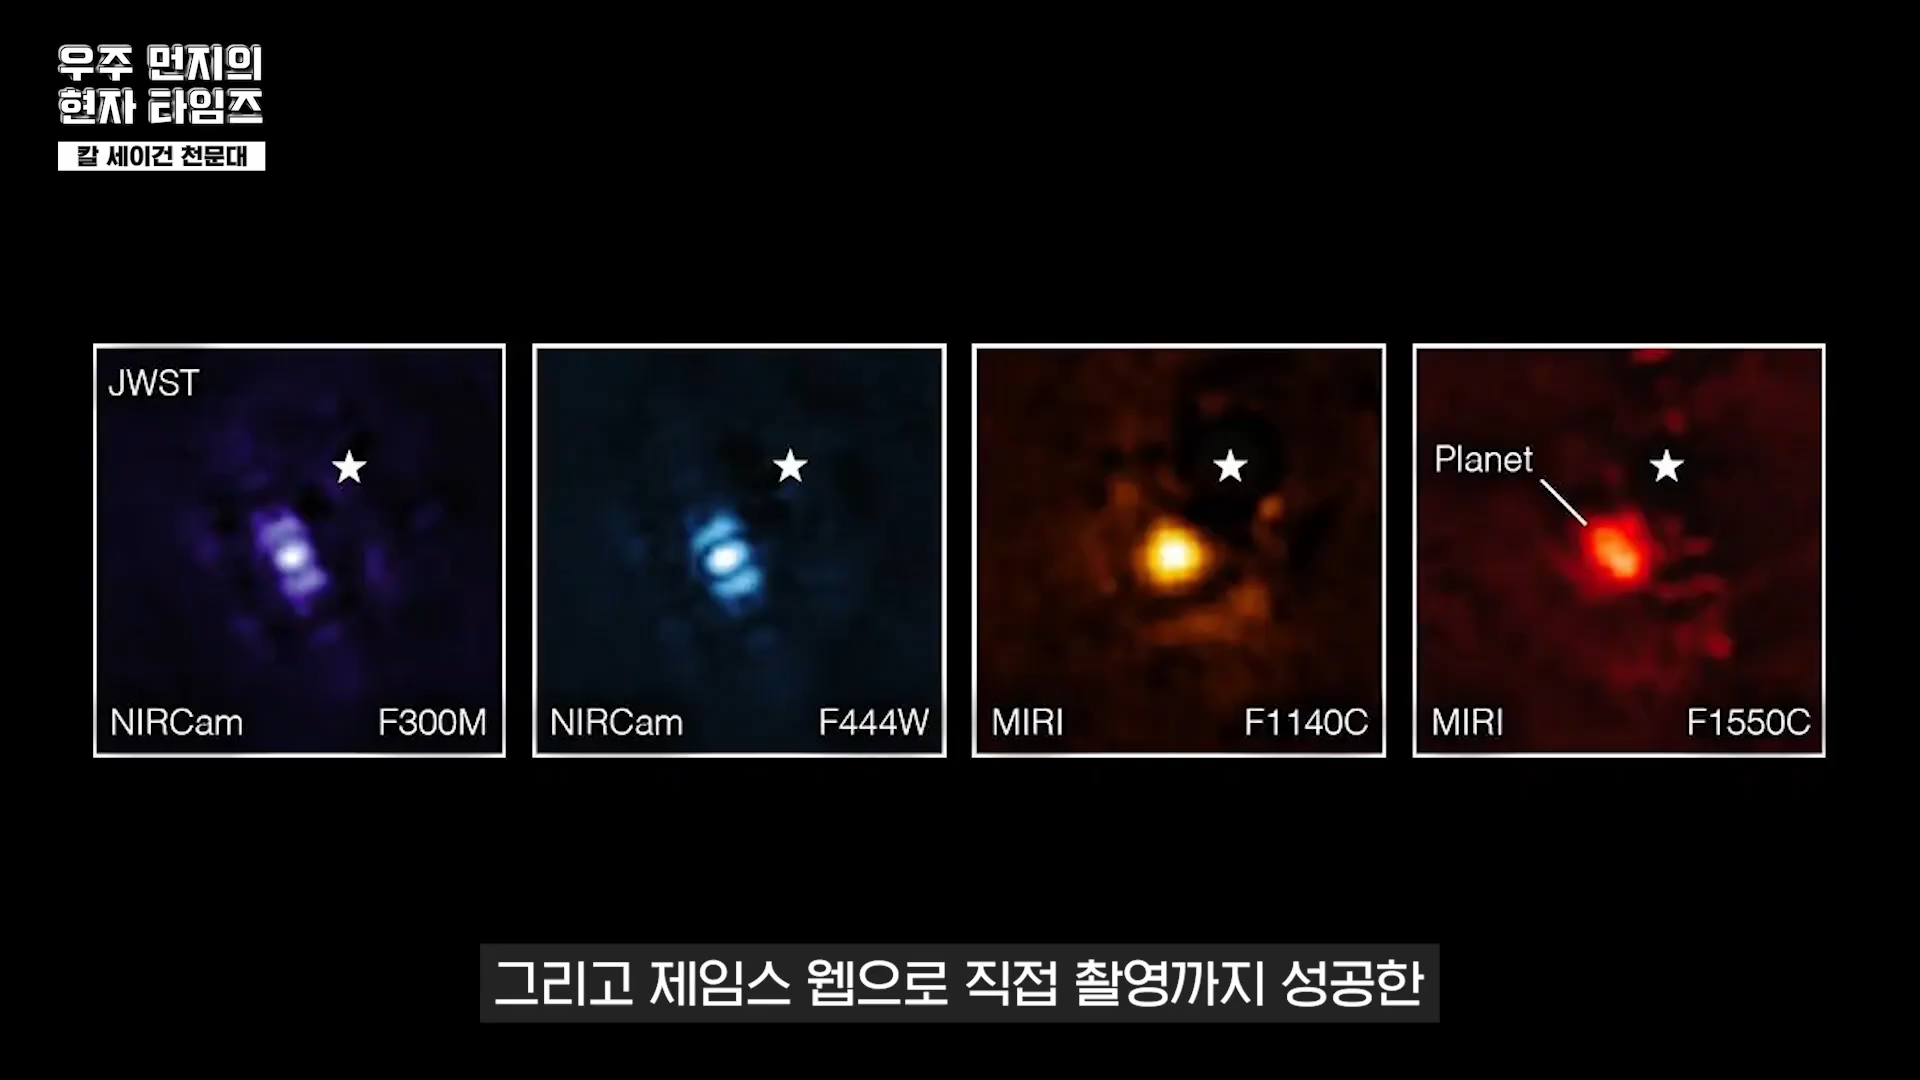 우주 먼지의
현자 타임즈
칼 세이건 천문대
JWST
NIRCam F300M
NIRCam F444W
MIRI F1140C
Planet
MIRI F1550C
그리고 제임스 웹으로 직접 촬영까지 성공한